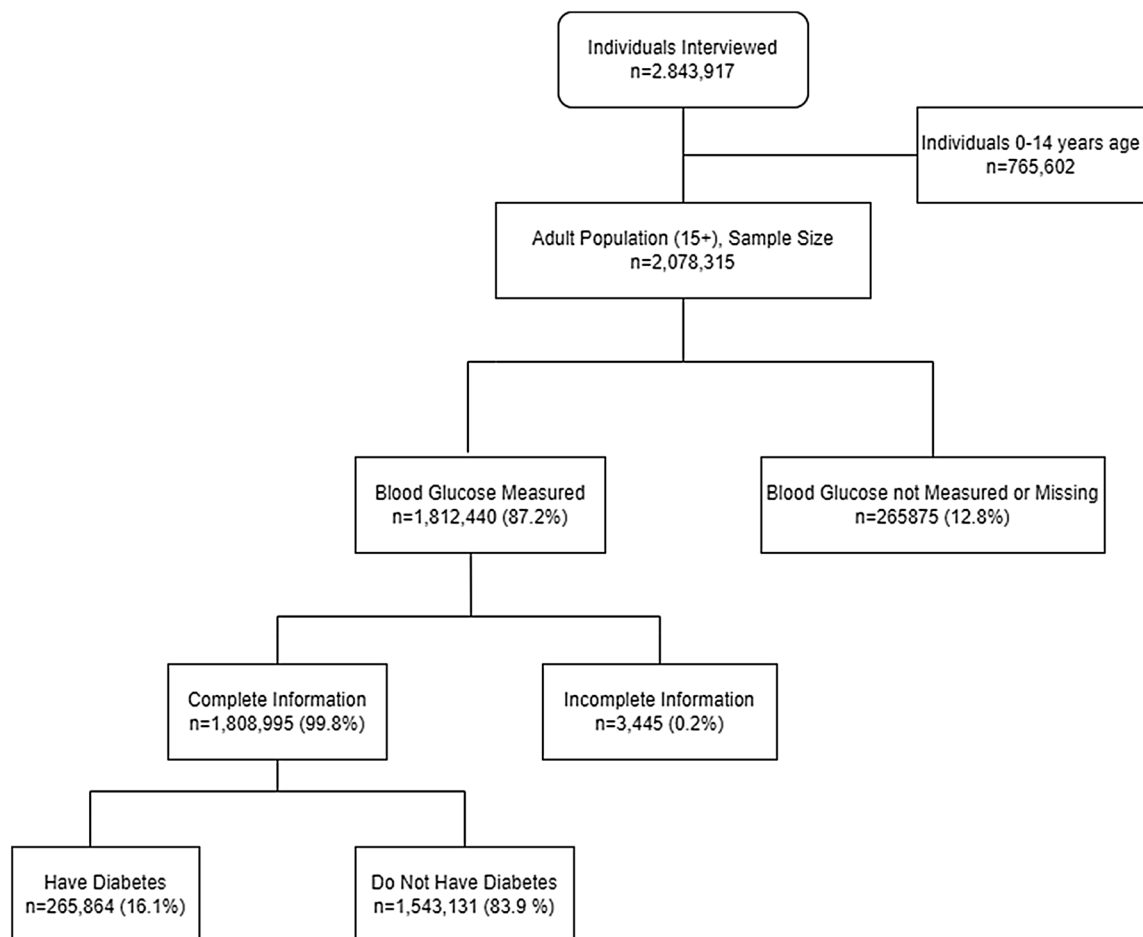 Individuals Interviewed
n=2.843,917
Individuals 0-14 years age
n=765,602
Adult Population (15+), Sample Size
n=2,078,315
Blood Glucose Measured
n=1,812,440 (87.2%)
Blood Glucose not Measured or Missing
n=265875 (12.8%)
Complete Information
n=1,808,995 (99.8%)
Incomplete Information
n=3,445 (0.2%)
Have Diabetes
n=265,864 (16.1%)
Do Not Have Diabetes
n=1,543,131 (83.9 %)